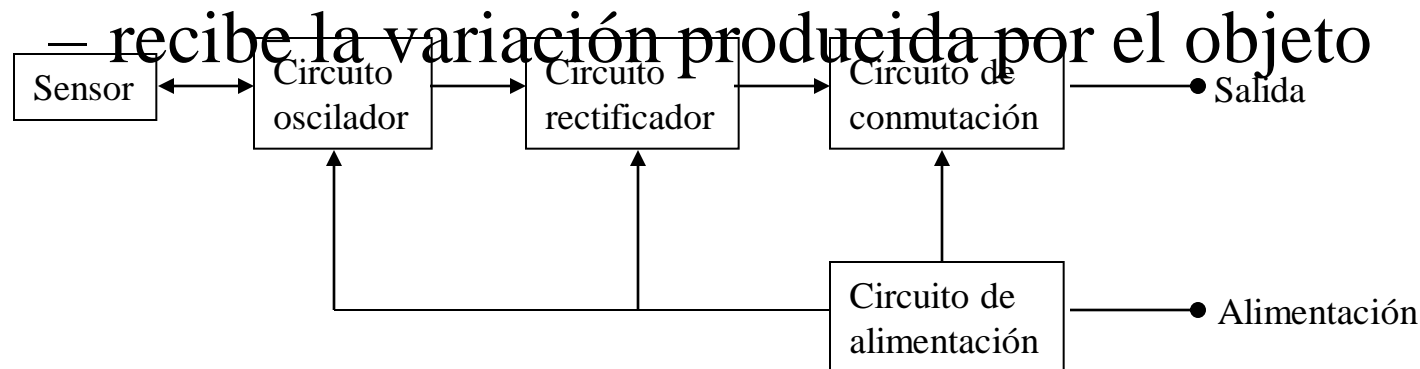 – recibe la variación producida por el objeto
Sensor
Circuito
oscilador
Circuito
rectificador
Circuito de
conmutación
Salida
Circuito de
alimentación
Alimentación